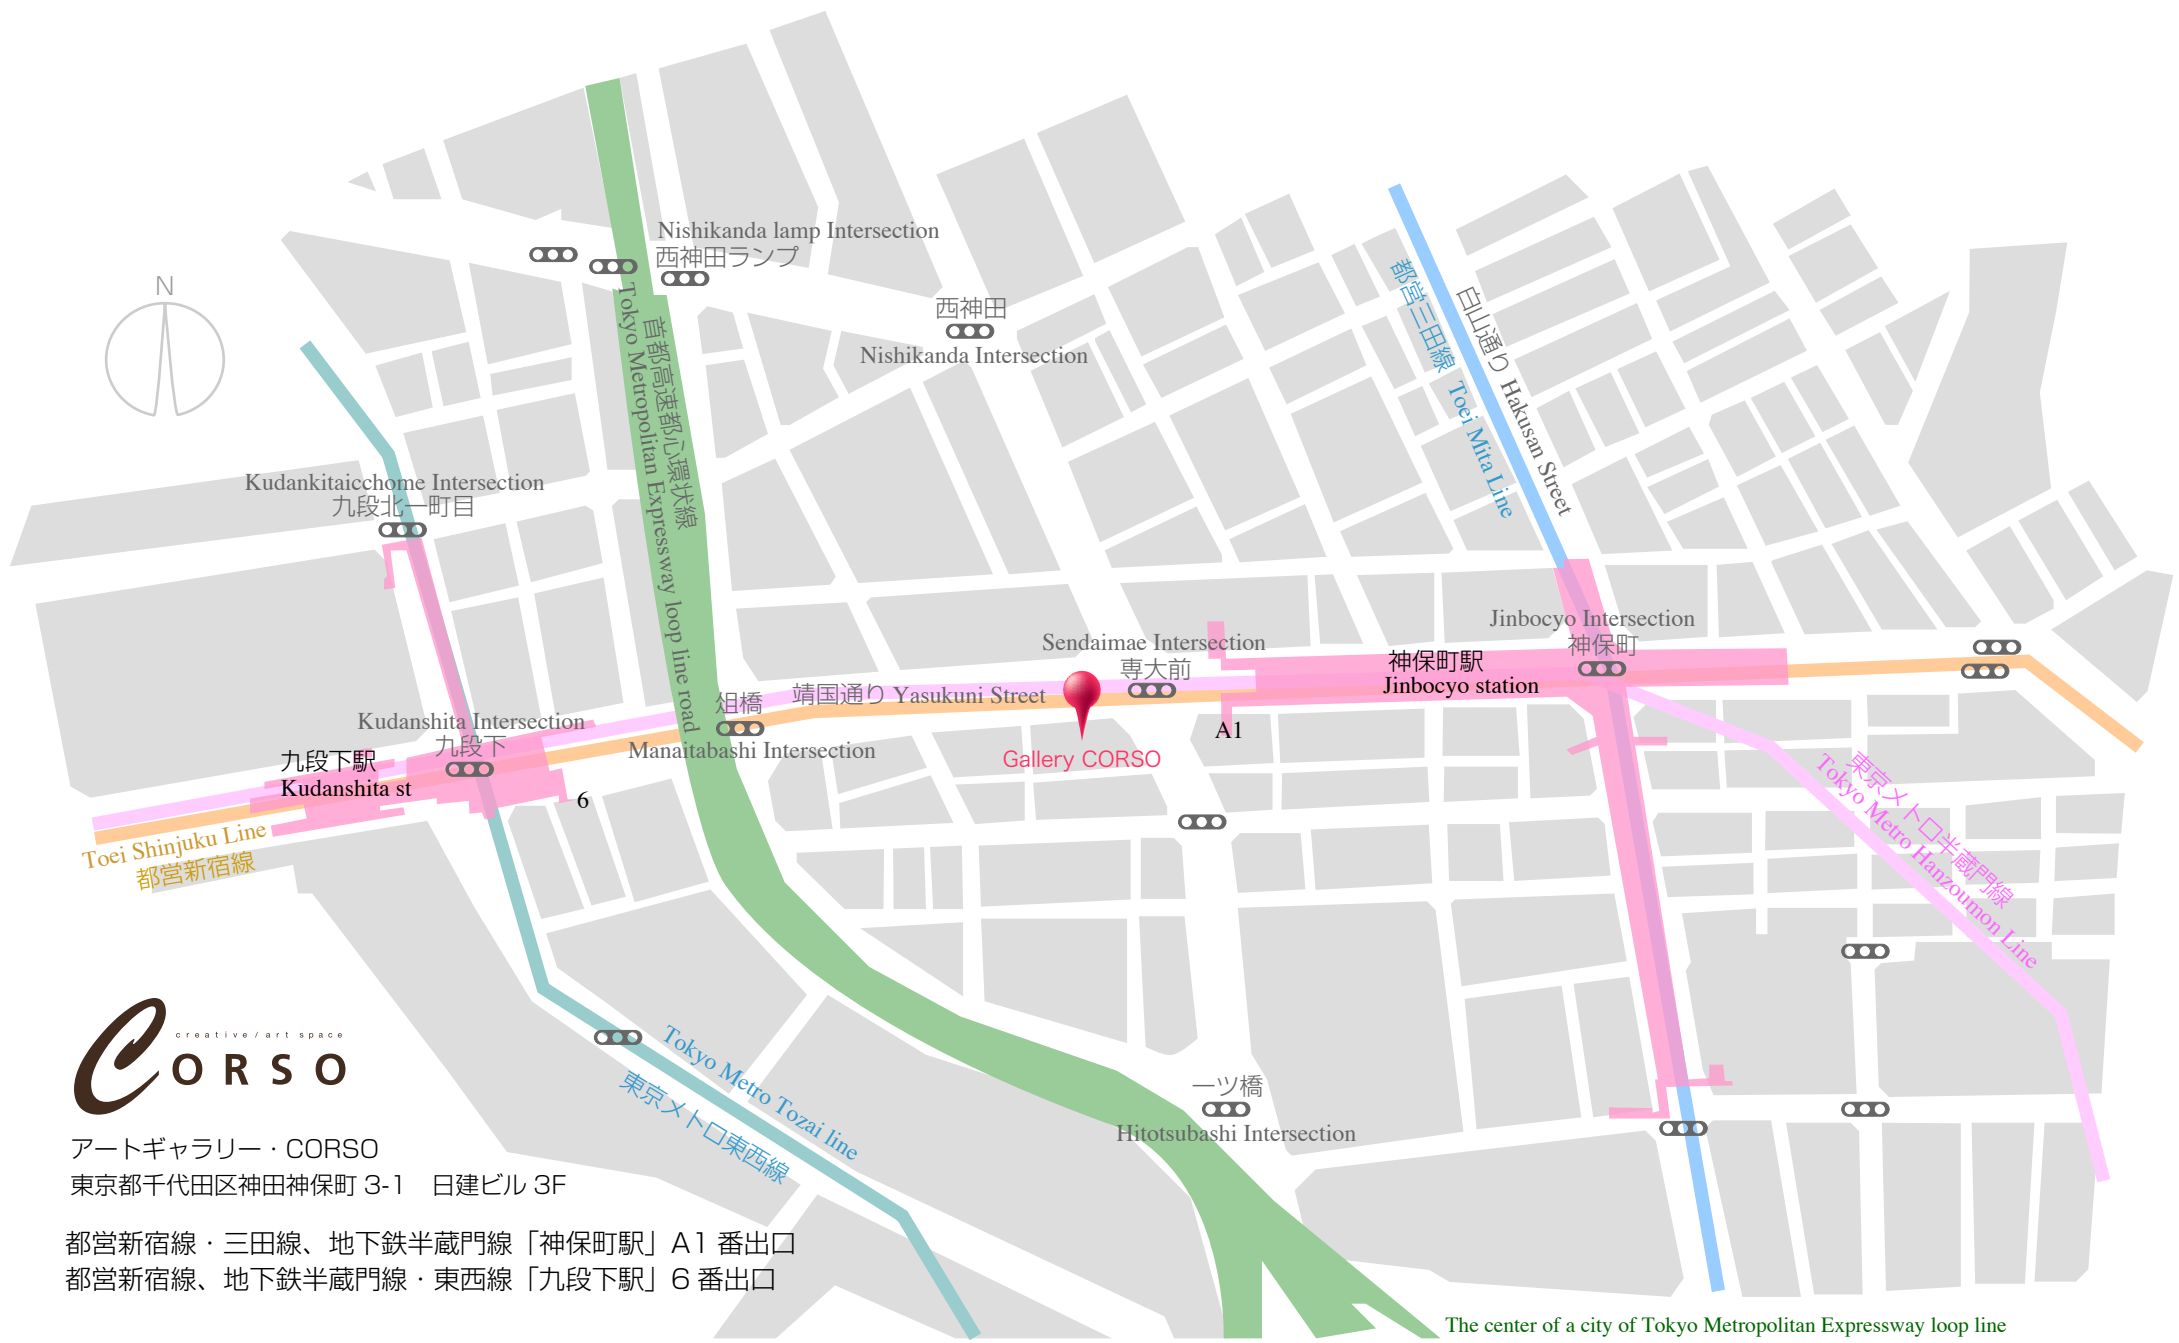 N
Nishikanda lamp Intersection
西神田ランプ
西神田
Nishikanda Intersection
首都高速都心環状線
Tokyo Metropolitan Expressway loop line road
都営三田線 Toei Mita Line
白山通り Hakusan Street
Kudankitaicchome Intersection
九段北一町目
Jinbocyo Intersection
神保町
Sendaimae Intersection
専大前
神保町駅
Jinbocyo station
靖国通り Yasukuni Street
俎橋
Manaitabashi Intersection
Kudanshita Intersection
九段下
九段下駅
Kudanshita st
6
A1
Gallery CORSO
Toei Shinjuku Line
都営新宿線
東京メトロ半蔵門線
Tokyo Metro Hanzoumon Line
Tokyo Metro Tozai line
東京メトロ東西線
一ツ橋
Hitotsubashi Intersection
creative/art space
CORSO
アートギャラリー・CORSO
東京都千代田区神田神保町 3-1　日建ビル 3F
都営新宿線・三田線、地下鉄半蔵門線「神保町駅」A1 番出口
都営新宿線、地下鉄半蔵門線・東西線「九段下駅」6 番出口
The center of a city of Tokyo Metropolitan Expressway loop line